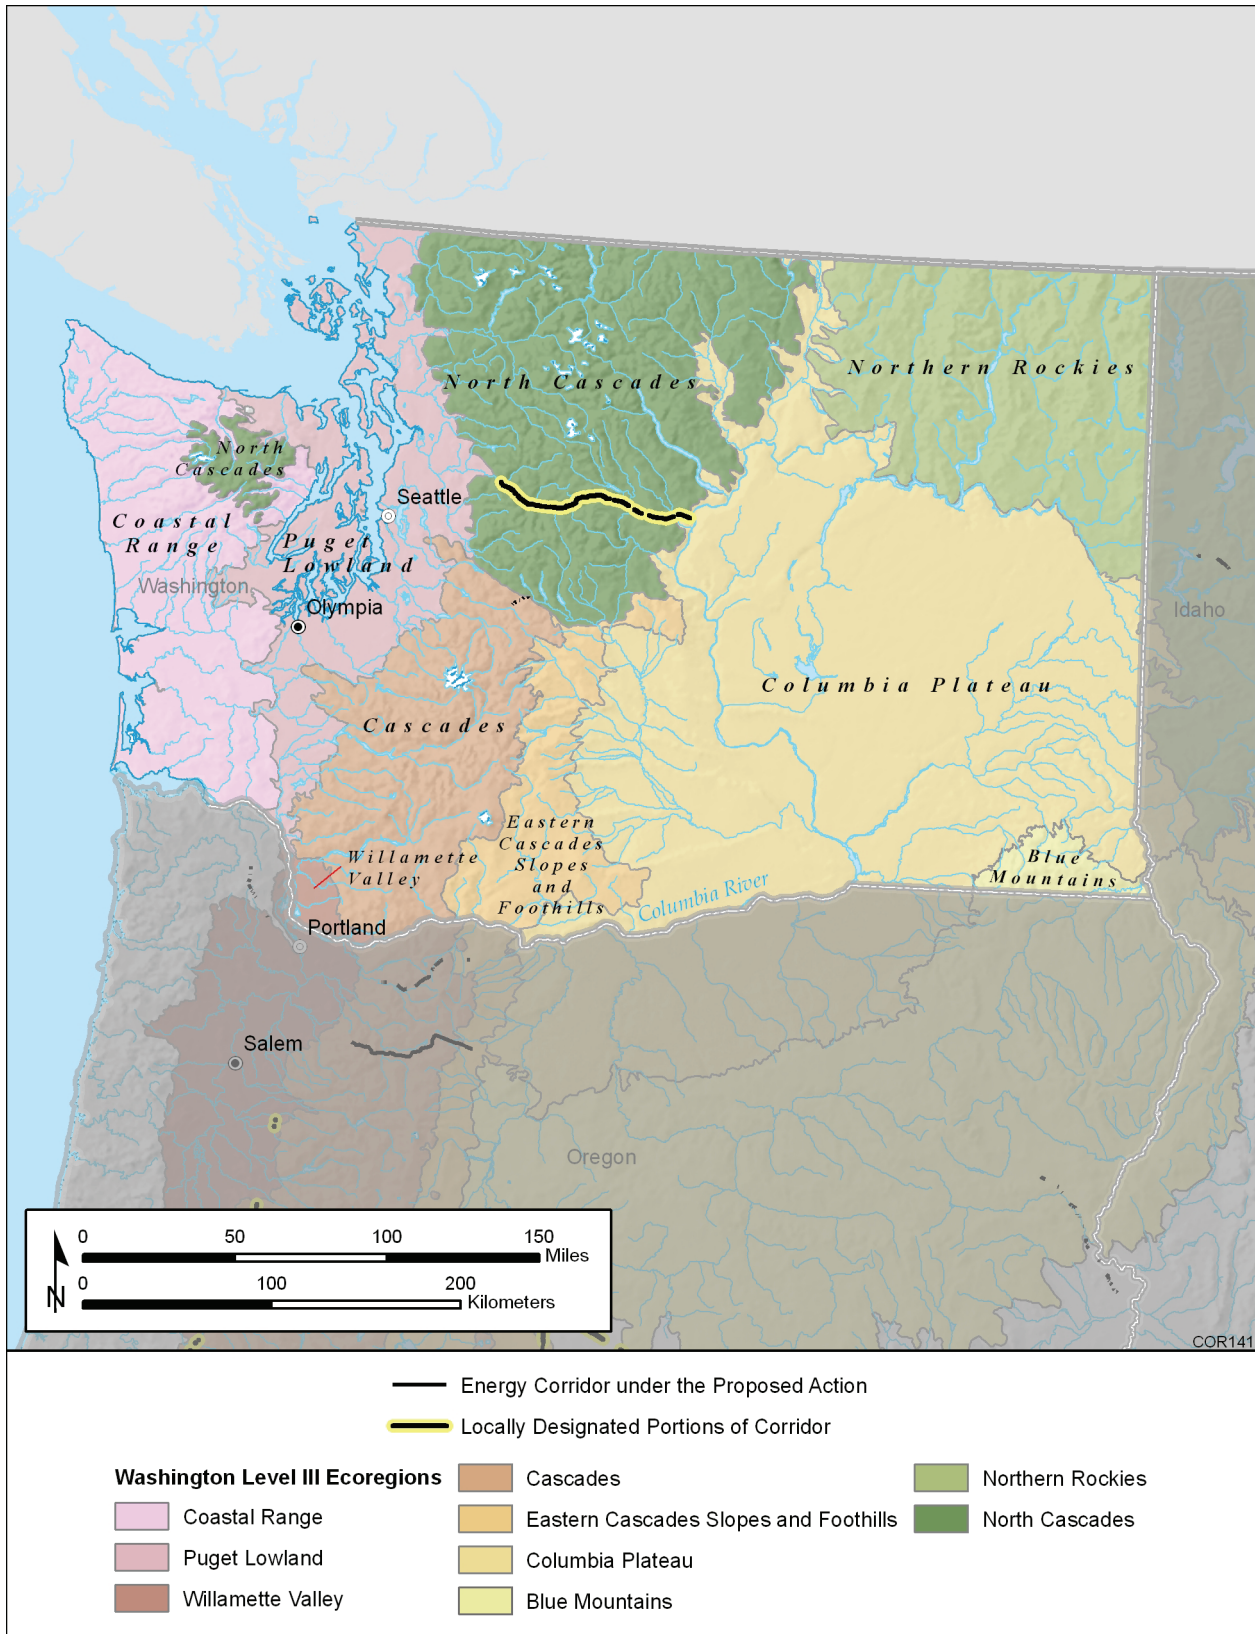 North Cascades
Northern Rockies
North
Cascades
Seattle
Coastal
Range
Puget
Lowland
Washington
Olympia
Idaho
Columbia Plateau
Cascades
Eastern
Cascades
Slopes
and
Foothills
Willamette
Valley
Blue
Mountains
Columbia River
Portland
Salem
Oregon
0 50 100 150
Miles
0 100 200
Kilometers
N
COR141
Energy Corridor under the Proposed Action
Locally Designated Portions of Corridor
Washington Level III Ecoregions
Coastal Range
Puget Lowland
Willamette Valley
Cascades
Eastern Cascades Slopes and Foothills
Columbia Plateau
Blue Mountains
Northern Rockies
North Cascades